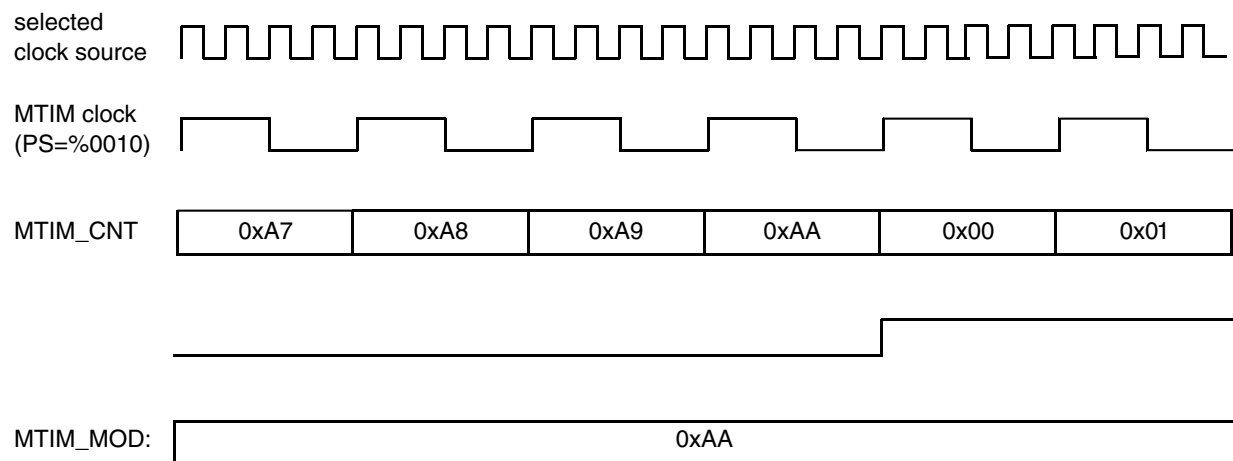 selected
clock source
MTIM clock
(PS=%0010)
MTIM_CNT 0xA7 0xA8 0xA9 0xAA 0x00 0x01
MTIM_MOD: 0xAA